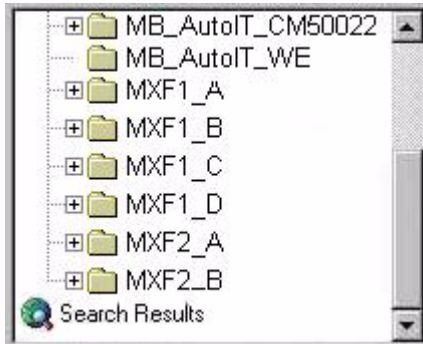 MB_AutoIT_CM50022
MB_AutoIT_WE
MXF1_A
MXF1_B
MXF1_C
MXF1_D
MXF2_A
MXF2_B
Search Results